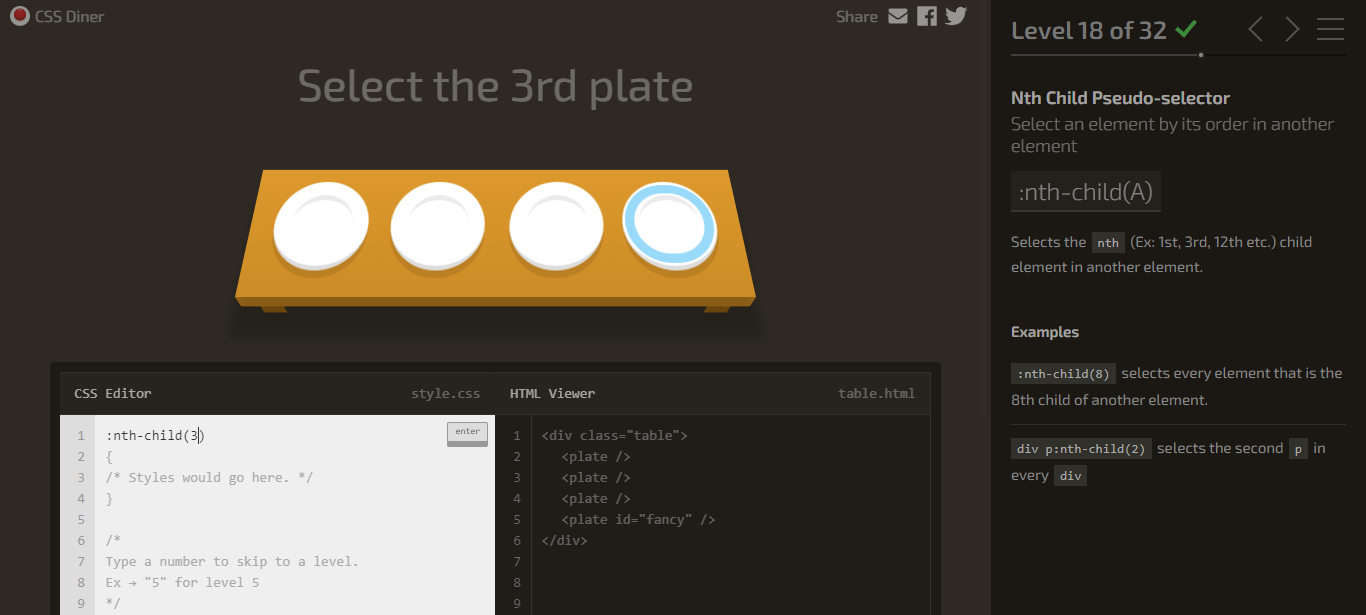 CSS Diner
Share
Select the 3rd plate
CSS Editor
style.css
HTML Viewer
table.html
1
2
3
4
5
6
7
8
9
:nth-child(3)
enter
{
/* Styles would go here. */
}
/*
Type a number to skip to a level.
Ex → "5" for level 5
*/
1
2
3
4
5
6
7
8
9
<div class="table">
<plate />
<plate />
<plate />
<plate id="fancy" />
</div>
Level 18 of 32
Nth Child Pseudo-selector
Select an element by its order in another
element
:nth-child(A)
Selects the nth (Ex: 1st, 3rd, 12th etc.) child
element in another element.
Examples
:nth-child(8) selects every element that is the
8th child of another element.
div p:nth-child(2) selects the second p in
every div